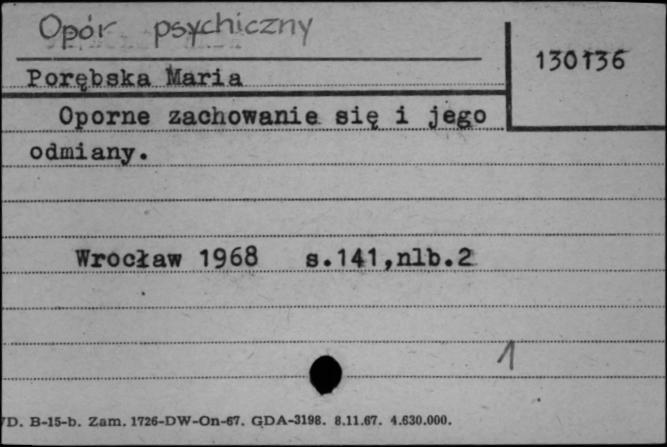 Opór psychiczny
130136
Porębska Maria
Oporne zachowanie się i jego
odmiany.
Wrocław 1968 s.141,nlb.2
1
D. B-15-b. Zam. 1726-DW-On-67. GDA-3198. 8.11.67. 4.630.000.